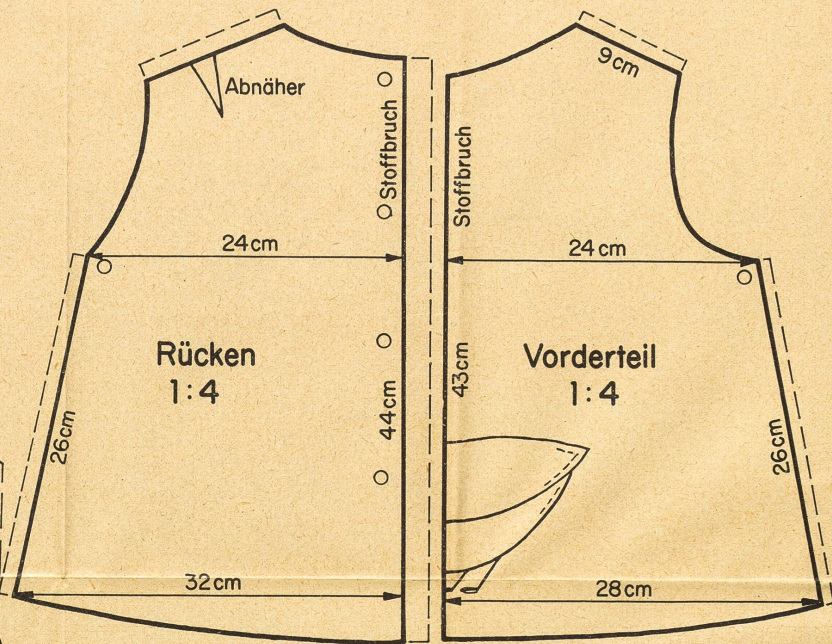 Abnäher
Stoffbruch
24cm
Rücken
1:4
26cm
44cm
32cm
9cm
Stoffbruch
24cm
Vorderteil
1:4
43cm
26cm
28cm